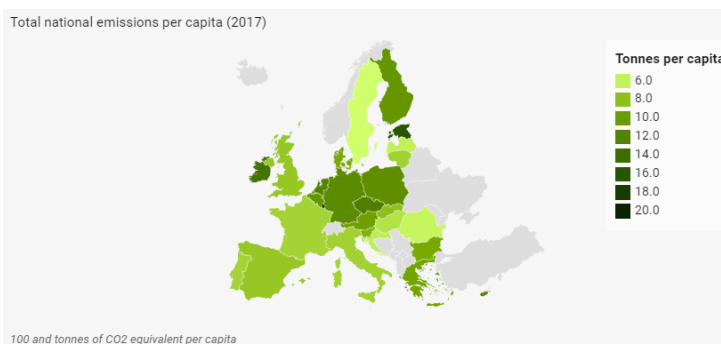 Total national emissions per capita (2017)
Tonnes per capita
6.0
8.0
10.0
12.0
14.0
16.0
18.0
20.0
100 and tonnes of CO2 equivalent per capita